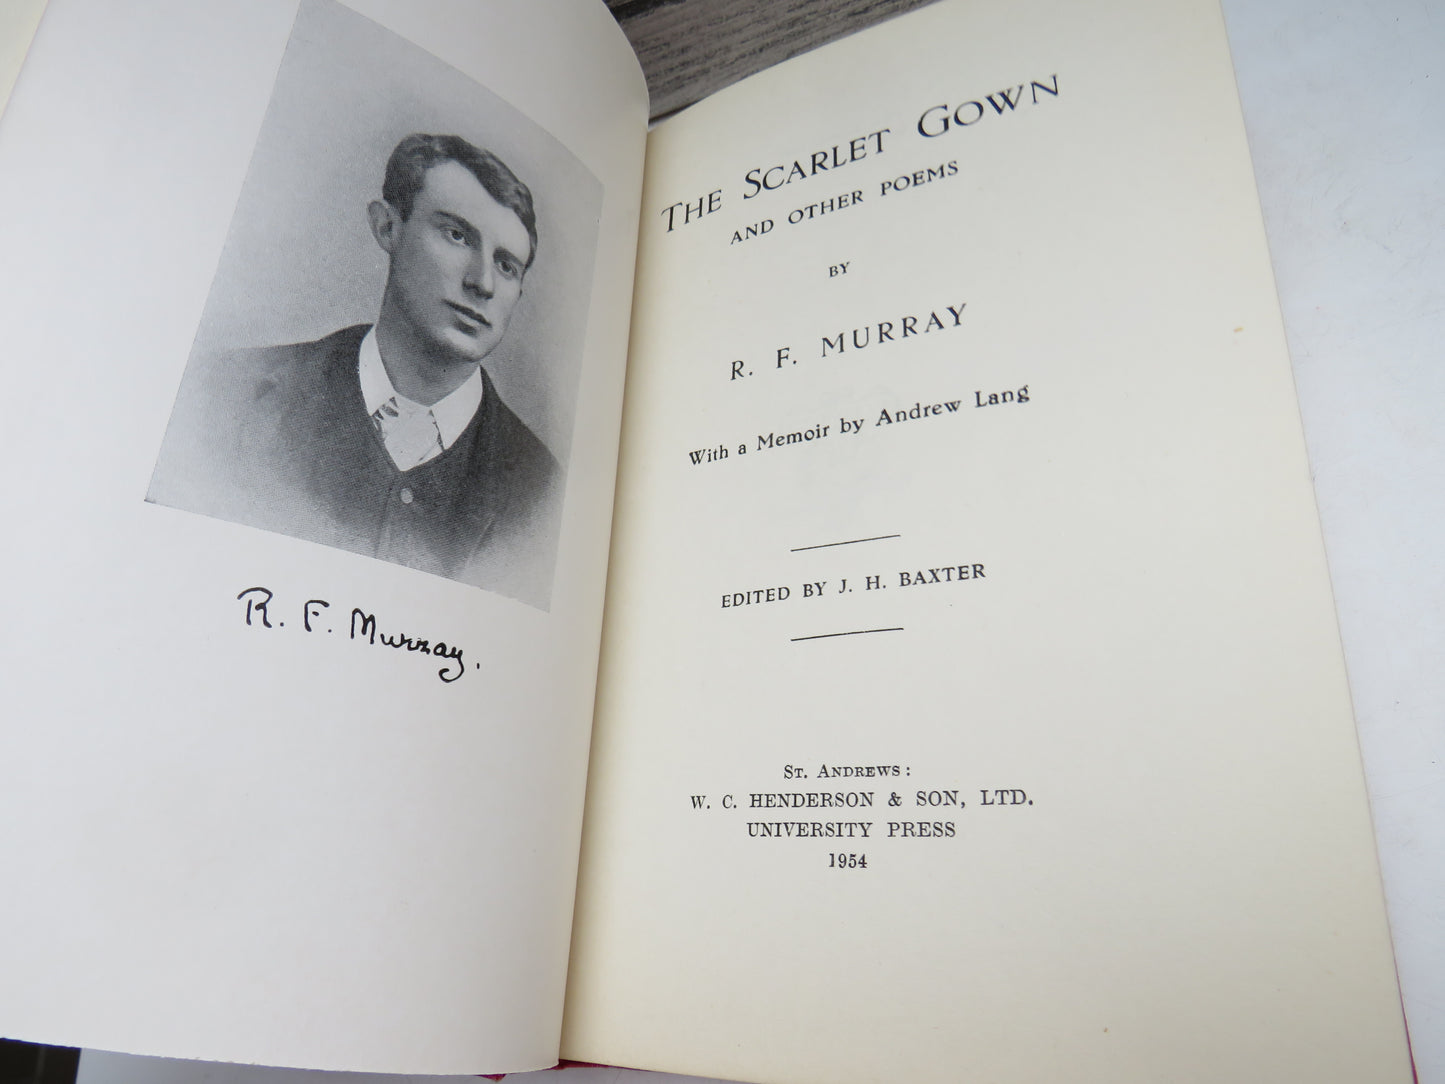 R. F. Murray.
THE SCARLET GOWN
AND OTHER POEMS
BY
R. F. MURRAY
With a Memoir by Andrew Lang
EDITED BY J. H. BAXTER
ST. ANDREWS:
W. C. HENDERSON & SON, LTD.
UNIVERSITY PRESS
1954